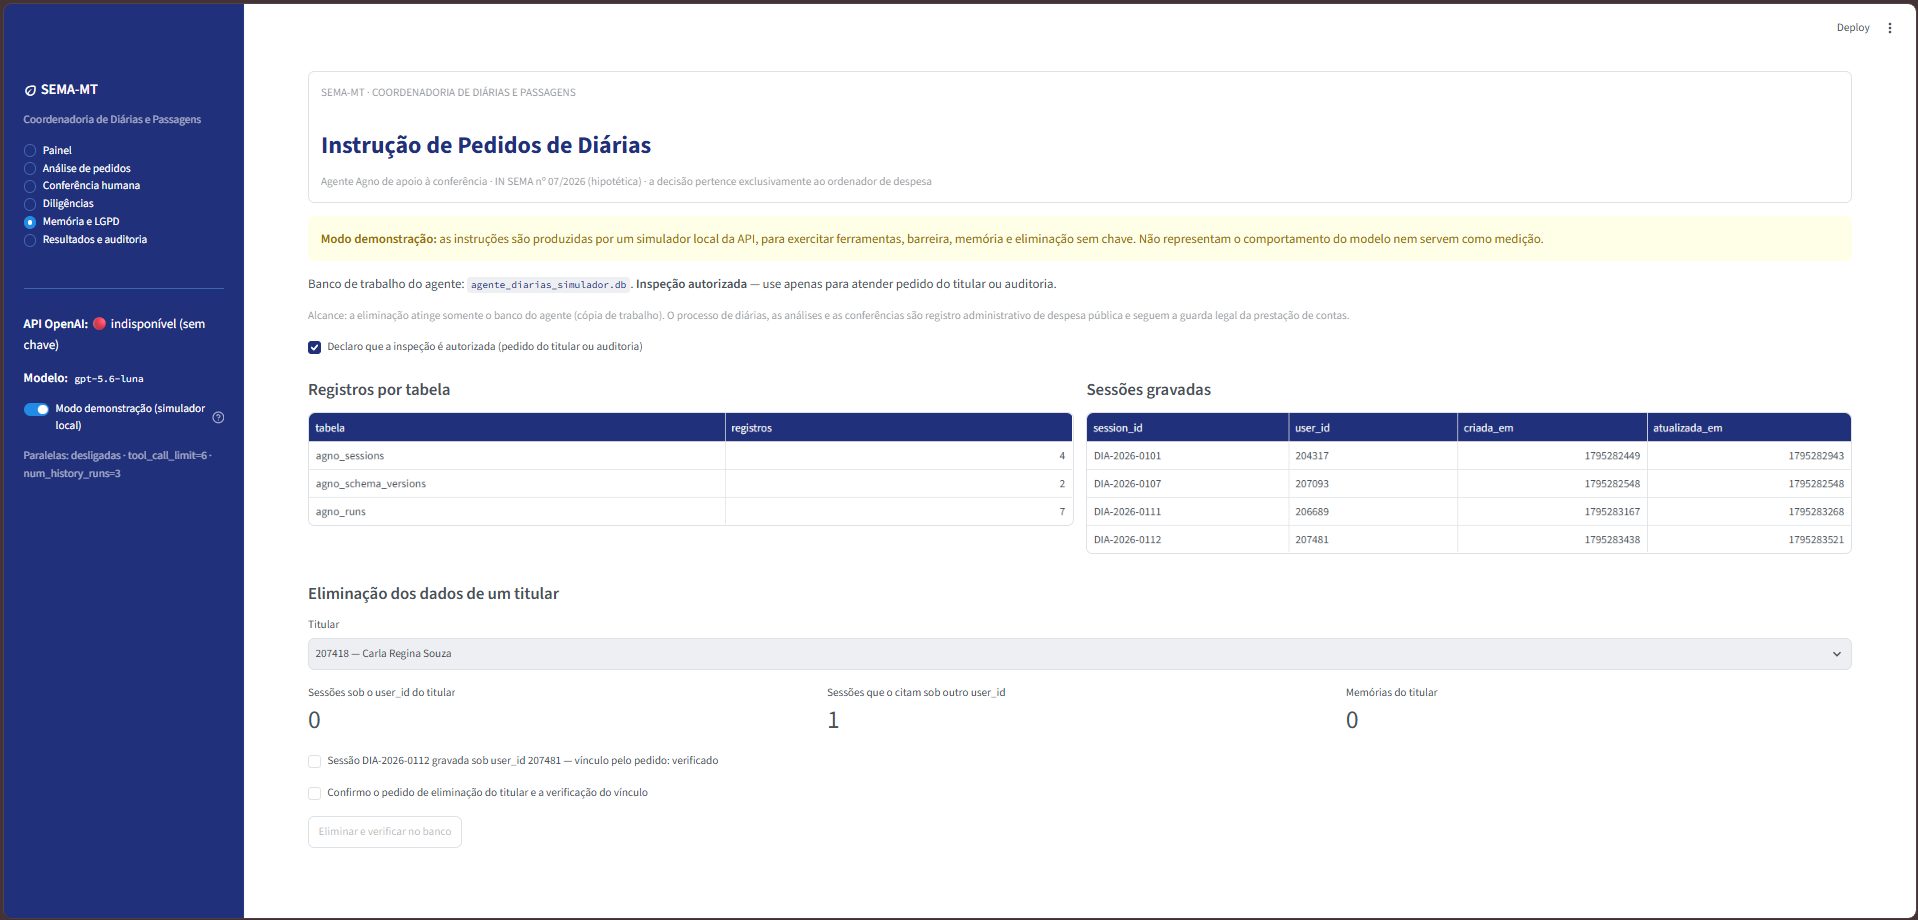 Deploy
SEMA-MT
Coordenadoria de Diárias e Passagens
Painel
Análise de pedidos
Conferência humana
Diligências
Memória e LGPD
Resultados e auditoria
API OpenAI: indisponível (sem
chave)
Modelo: gpt-5.6-luna
Modo demonstração (simulador
local)
Paralelas: desligadas · tool_call_limit=6 ·
num_history_runs=3
SEMA-MT · COORDENADORIA DE DIÁRIAS E PASSAGENS
Instrução de Pedidos de Diárias
Agente Agno de apoio à conferência · IN SEMA nº 07/2026 (hipotética) · a decisão pertence exclusivamente ao ordenador de despesa
Modo demonstração: as instruções são produzidas por um simulador local da API, para exercitar ferramentas, barreira, memória e eliminação sem chave. Não representam o comportamento do modelo nem servem como medição.
Banco de trabalho do agente: agente_diarias_simulador.db . Inspeção autorizada — use apenas para atender pedido do titular ou auditoria.
Alcance: a eliminação atinge somente o banco do agente (cópia de trabalho). O processo de diárias, as análises e as conferências são registro administrativo de despesa pública e seguem a guarda legal da prestação de contas.
Declaro que a inspeção é autorizada (pedido do titular ou auditoria)
Registros por tabela
tabela registros
agno_sessions 4
agno_schema_versions 2
agno_runs 7
Sessões gravadas
session_id user_id criada_em atualizada_em
DIA-2026-0101 204317 1795282449 1795282943
DIA-2026-0107 207093 1795282548 1795282548
DIA-2026-0111 206689 1795283167 1795283268
DIA-2026-0112 207481 1795283438 1795283521
Eliminação dos dados de um titular
Titular
207418 — Carla Regina Souza
Sessões sob o user_id do titular
0
Sessões que o citam sob outro user_id
1
Memórias do titular
0
Sessão DIA-2026-0112 gravada sob user_id 207481 — vínculo pelo pedido: verificado
Confirmo o pedido de eliminação do titular e a verificação do vínculo
Eliminar e verificar no banco